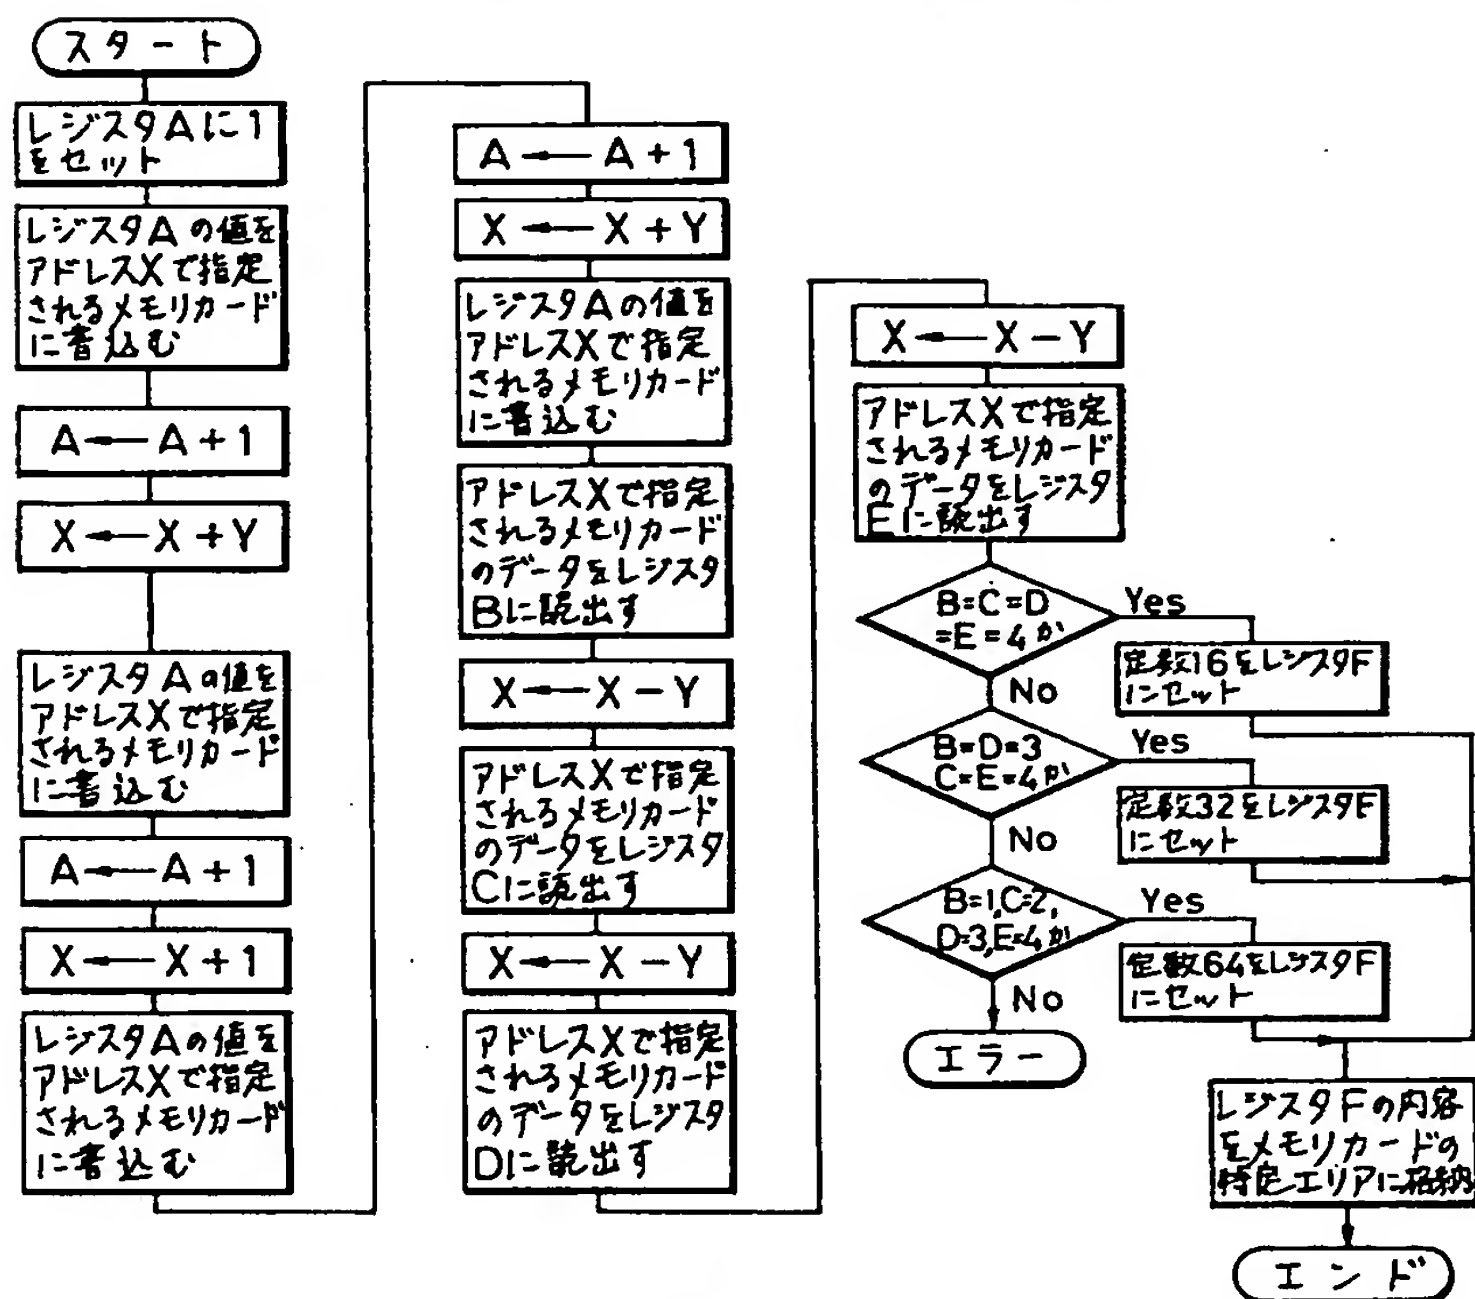 スタート
レジスタAに1
をセット
レジスタAの値を
アドレスXで指定
されるメモリカード
に書込む
A←A+1
X←X+Y
レジスタAの値を
アドレスXで指定
されるメモリカード
に書込む
A←A+1
X←X+1
レジスタAの値を
アドレスXで指定
されるメモリカード
に書込む
A←A+1
X←X+Y
レジスタAの値を
アドレスXで指定
されるメモリカード
に書込む
アドレスXで指定
されるメモリカード
のデータをレジスタ
Bに読出す
X←X-Y
アドレスXで指定
されるメモリカード
のデータをレジスタ
Cに読出す
X←X-Y
アドレスXで指定
されるメモリカード
のデータをレジスタ
Dに読出す
X←X-Y
アドレスXで指定
されるメモリカード
のデータをレジスタ
Eに読出す
B=C=D
=E=4か
Yes
定数16をレジスタF
にセット
No
B=D=3
C=E=4か
Yes
定数32をレジスタF
にセット
No
B=1,C=2,
D=3,E=4か
Yes
定数64をレジスタF
にセット
No
エラー
レジスタFの内容
をメモリカードの
特定エリアに格納
エンド